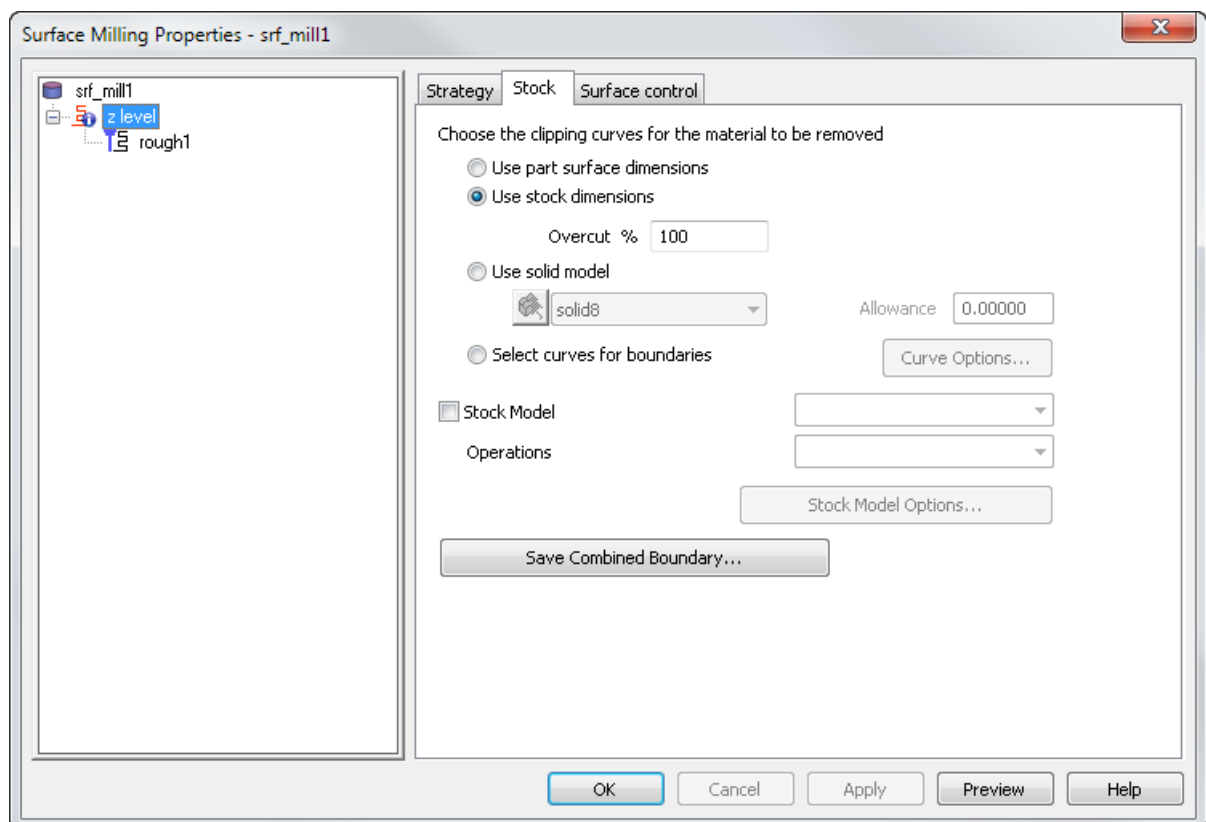 Surface Milling Properties - srf_mill1
srf_mill1
z level
rough1
Strategy Stock Surface control
Choose the clipping curves for the material to be removed
Use part surface dimensions
Use stock dimensions
Overcut % 100
Use solid model
solid8 Allowance 0.00000
Select curves for boundaries Curve Options...
Stock Model
Operations
Stock Model Options...
Save Combined Boundary...
OK Cancel Apply Preview Help